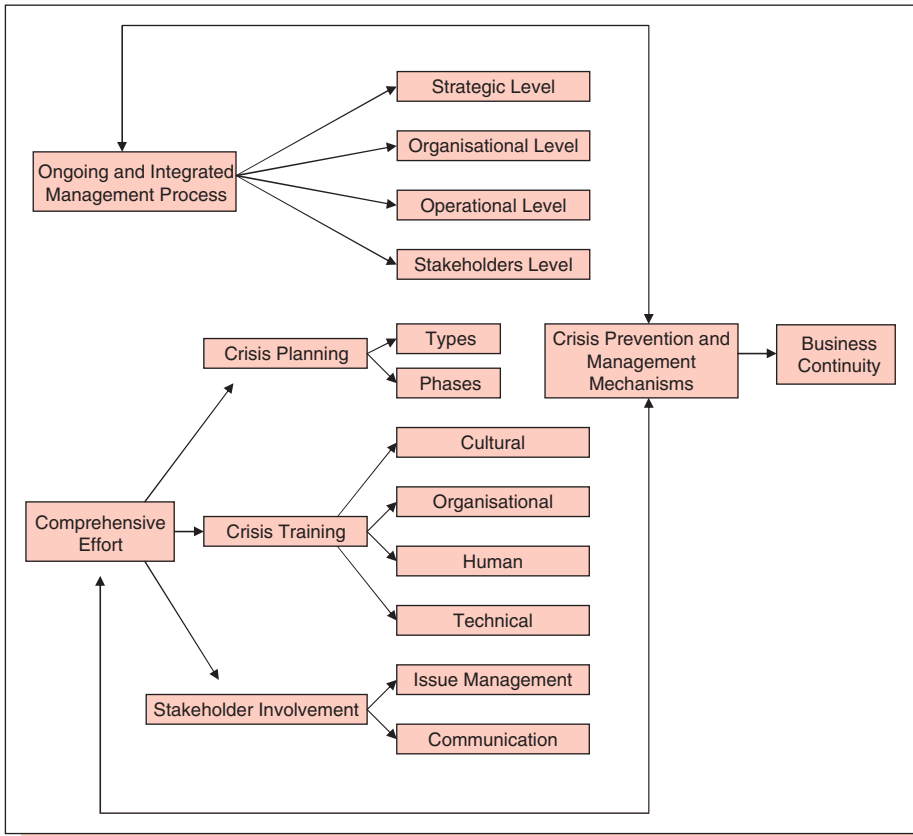 Strategic Level
Organisational Level
Ongoing and Integrated
Management Process
Operational Level
Stakeholders Level
Crisis Planning
Types
Phases
Crisis Prevention and
Management
Mechanisms
Business
Continuity
Cultural
Organisational
Comprehensive
Effort
Crisis Training
Human
Technical
Stakeholder Involvement
Issue Management
Communication